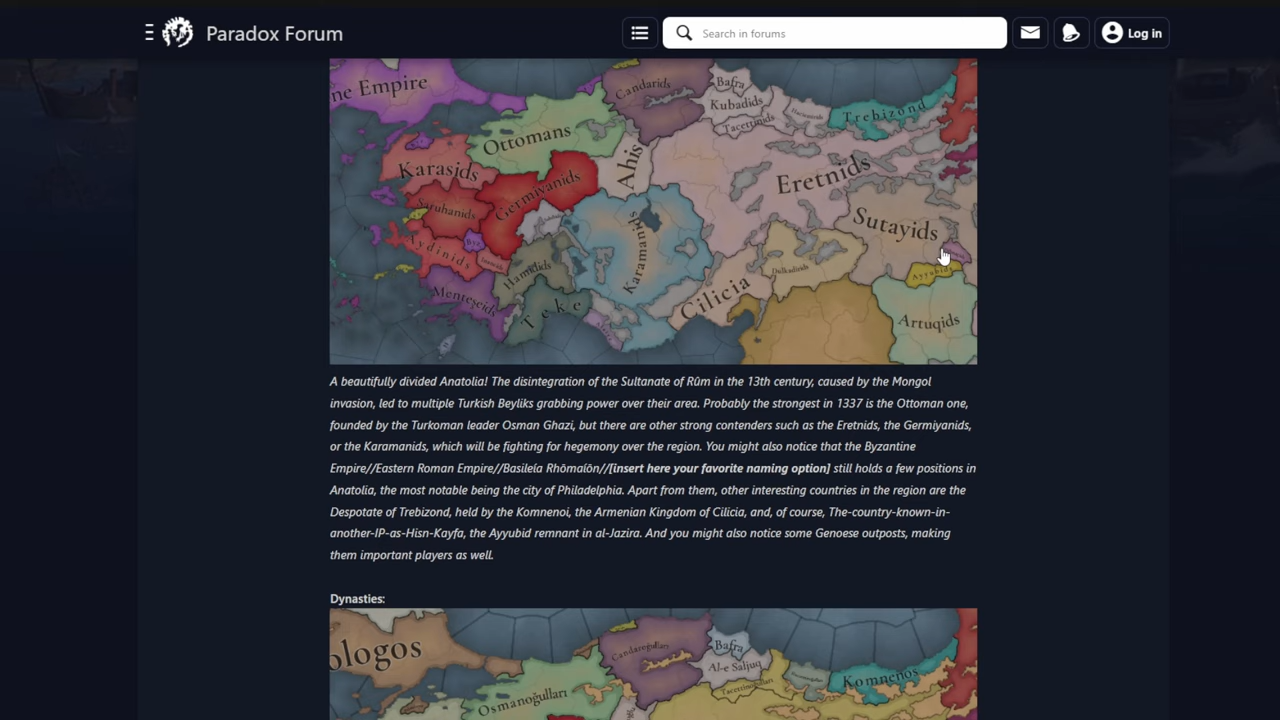 Paradox Forum
Search in forums
Log in
ne Empire
Candarids
Bafra
Kubadids
Tacettinids
Trebizond
Ottomans
Ahis
Eretnids
Karasids
Germiyanids
Saruhanids
Sutayids
Karamanids
Byz
Aydinids
Hamidids
Dulkadirids
Ayyubids
Menteseids
Teke
Cilicia
Artuqids
A beautifully divided Anatolia! The disintegration of the Sultanate of Rûm in the 13th century, caused by the Mongol
invasion, led to multiple Turkish Beyliks grabbing power over their area. Probably the strongest in 1337 is the Ottoman one,
founded by the Turkoman leader Osman Ghazi, but there are other strong contenders such as the Eretnids, the Germiyanids,
or the Karamanids, which will be fighting for hegemony over the region. You might also notice that the Byzantine
Empire//Eastern Roman Empire//Basileía Rhōmaíōn//[insert here your favorite naming option] still holds a few positions in
Anatolia, the most notable being the city of Philadelphia. Apart from them, other interesting countries in the region are the
Despotate of Trebizond, held by the Komnenoi, the Armenian Kingdom of Cilicia, and, of course, The-country-known-in-
another-IP-as-Hisn-Kayfa, the Ayyubid remnant in al-Jazira. And you might also notice some Genoese outposts, making
them important players as well.
Dynasties:
ologos
Candaroğulları
Bafra
Al-e Saljuq
Tacettinoğulları
Komnenos
Osmanoğulları